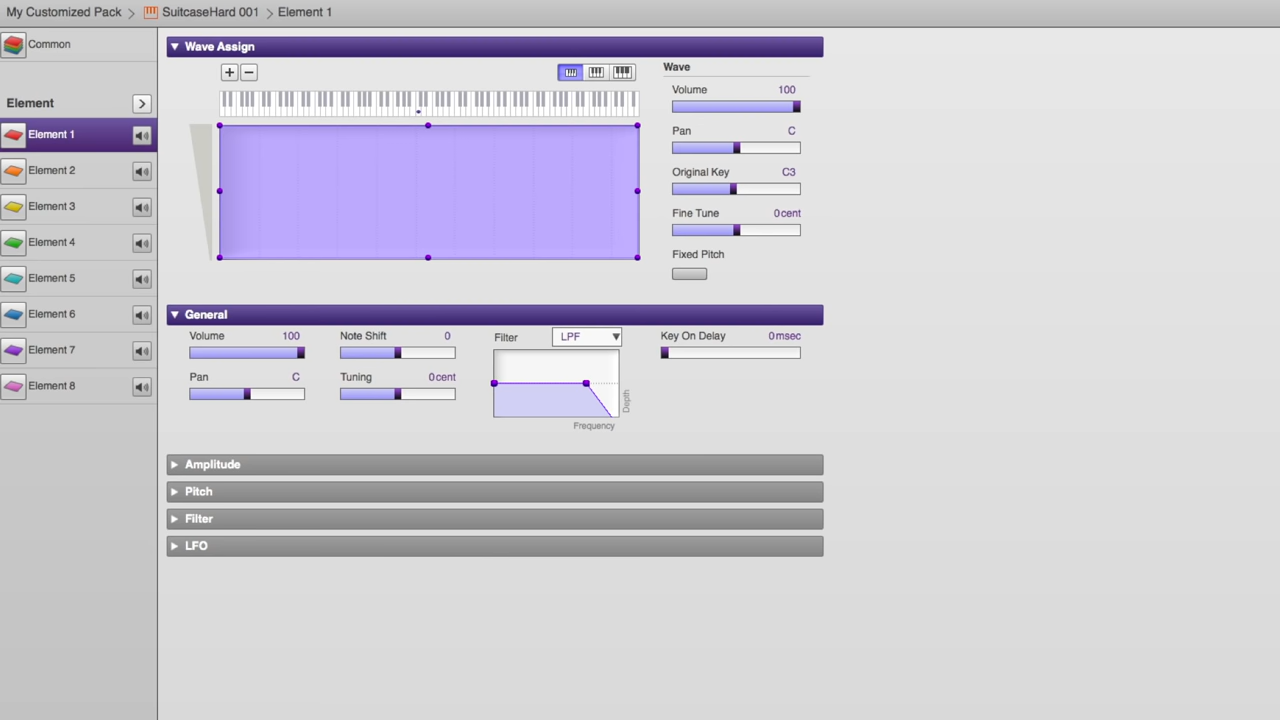 My Customized Pack > SuitcaseHard 001 > Element 1
Common
Element
Element 1
Element 2
Element 3
Element 4
Element 5
Element 6
Element 7
Element 8
Wave Assign
Wave
Volume 100
Pan C
Original Key C3
Fine Tune 0cent
Fixed Pitch
General
Volume 100
Pan C
Note Shift 0
Tuning 0cent
Filter LPF
Depth
Frequency
Key On Delay 0msec
Amplitude
Pitch
Filter
LFO